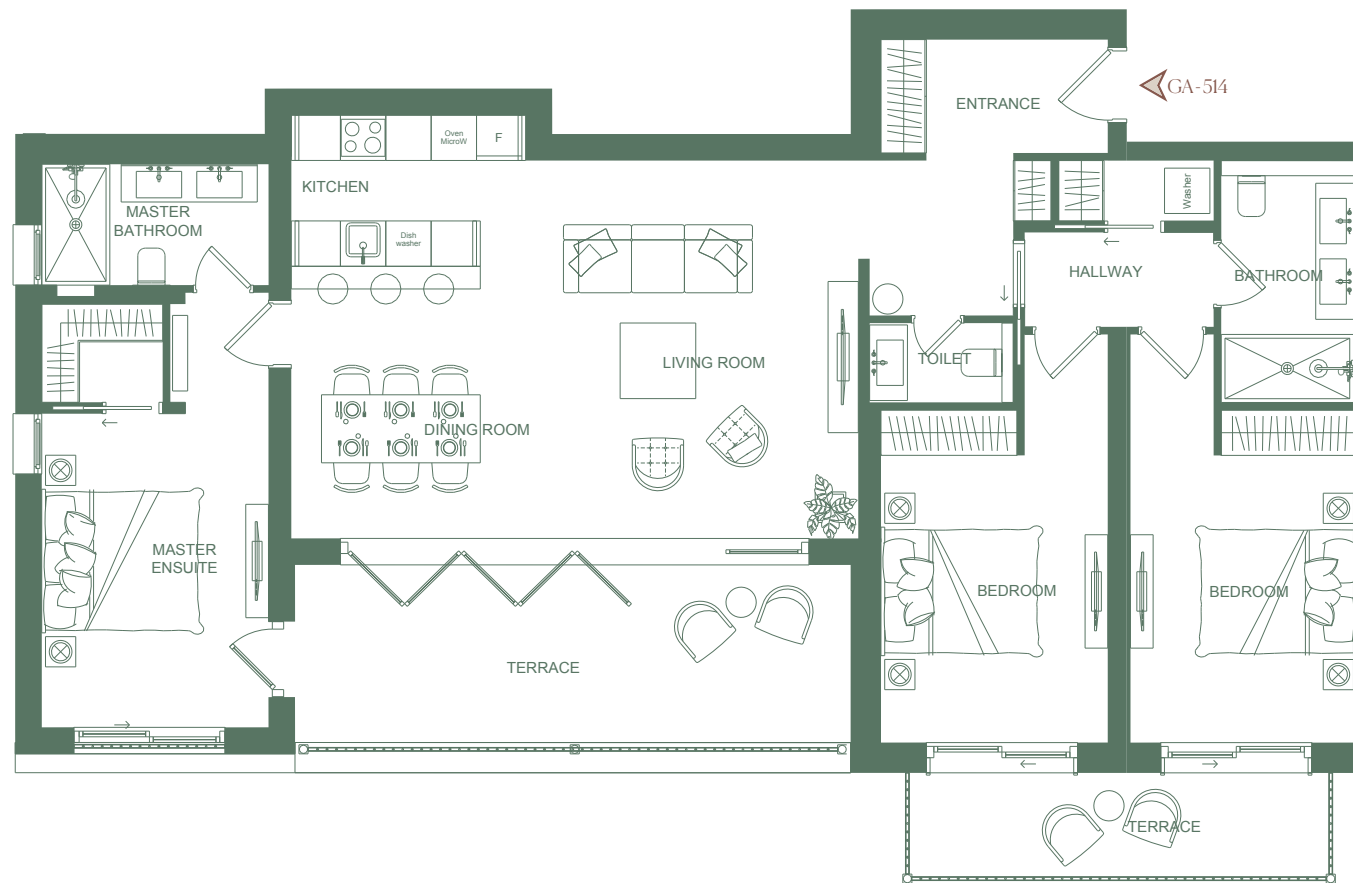 GA-514
ENTRANCE
Oven
MicroW
F
KITCHEN
Washer
MASTER
BATHROOM
Dish
washer
HALLWAY
BATHROOM
TOILET
LIVING ROOM
DINING ROOM
MASTER
ENSUITE
BEDROOM
BEDROOM
TERRACE
TERRACE